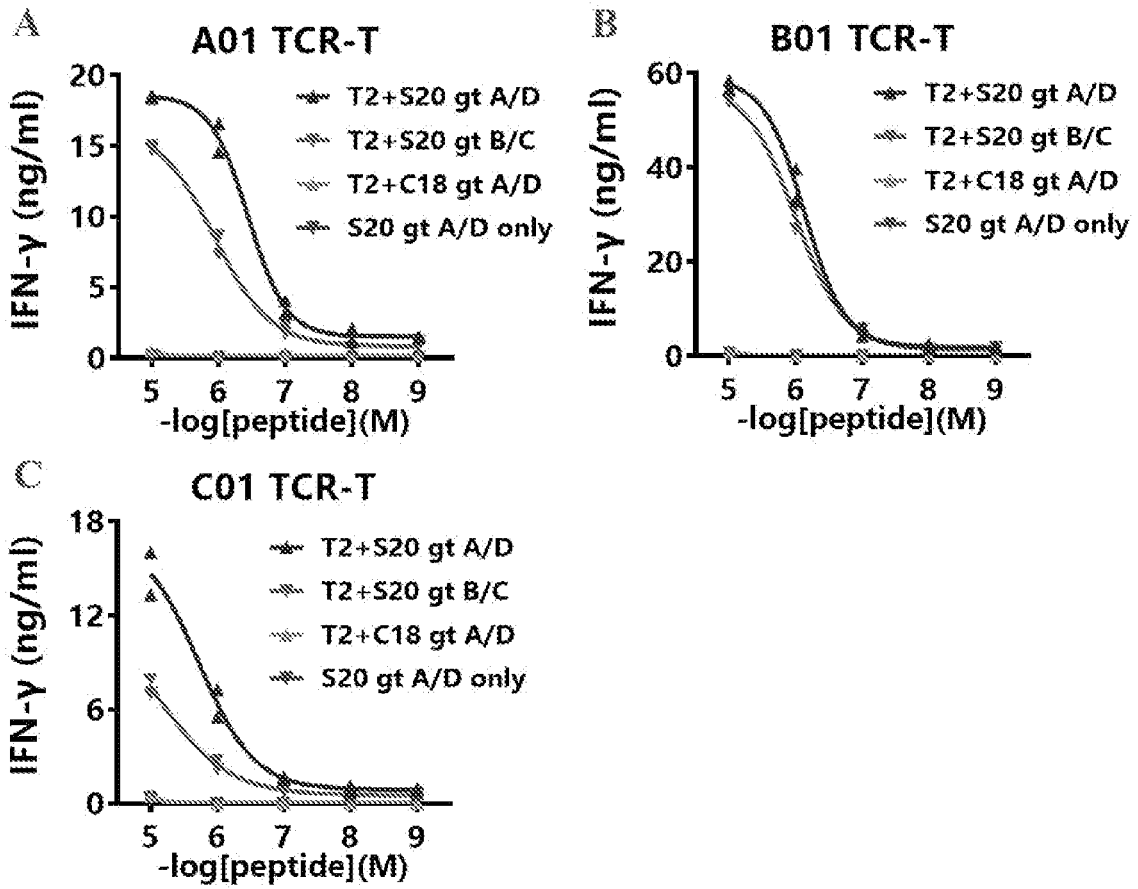 A
A01 TCR-T
IFN-γ (ng/ml)
20
15
10
5
0
T2+S20 gt A/D
T2+S20 gt B/C
T2+C18 gt A/D
S20 gt A/D only
5 6 7 8 9
-log[peptide](M)
B
B01 TCR-T
IFN-γ (ng/ml)
60
40
20
0
T2+S20 gt A/D
T2+S20 gt B/C
T2+C18 gt A/D
S20 gt A/D only
5 6 7 8 9
-log[peptide](M)
C
C01 TCR-T
IFN-γ (ng/ml)
18
12
6
0
T2+S20 gt A/D
T2+S20 gt B/C
T2+C18 gt A/D
S20 gt A/D only
5 6 7 8 9
-log[peptide](M)